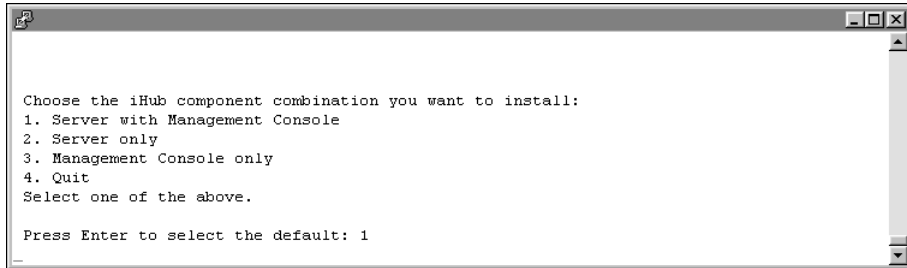 Choose the iHub component combination you want to install:
1. Server with Management Console
2. Server only
3. Management Console only
4. Quit
Select one of the above.
Press Enter to select the default: 1
_